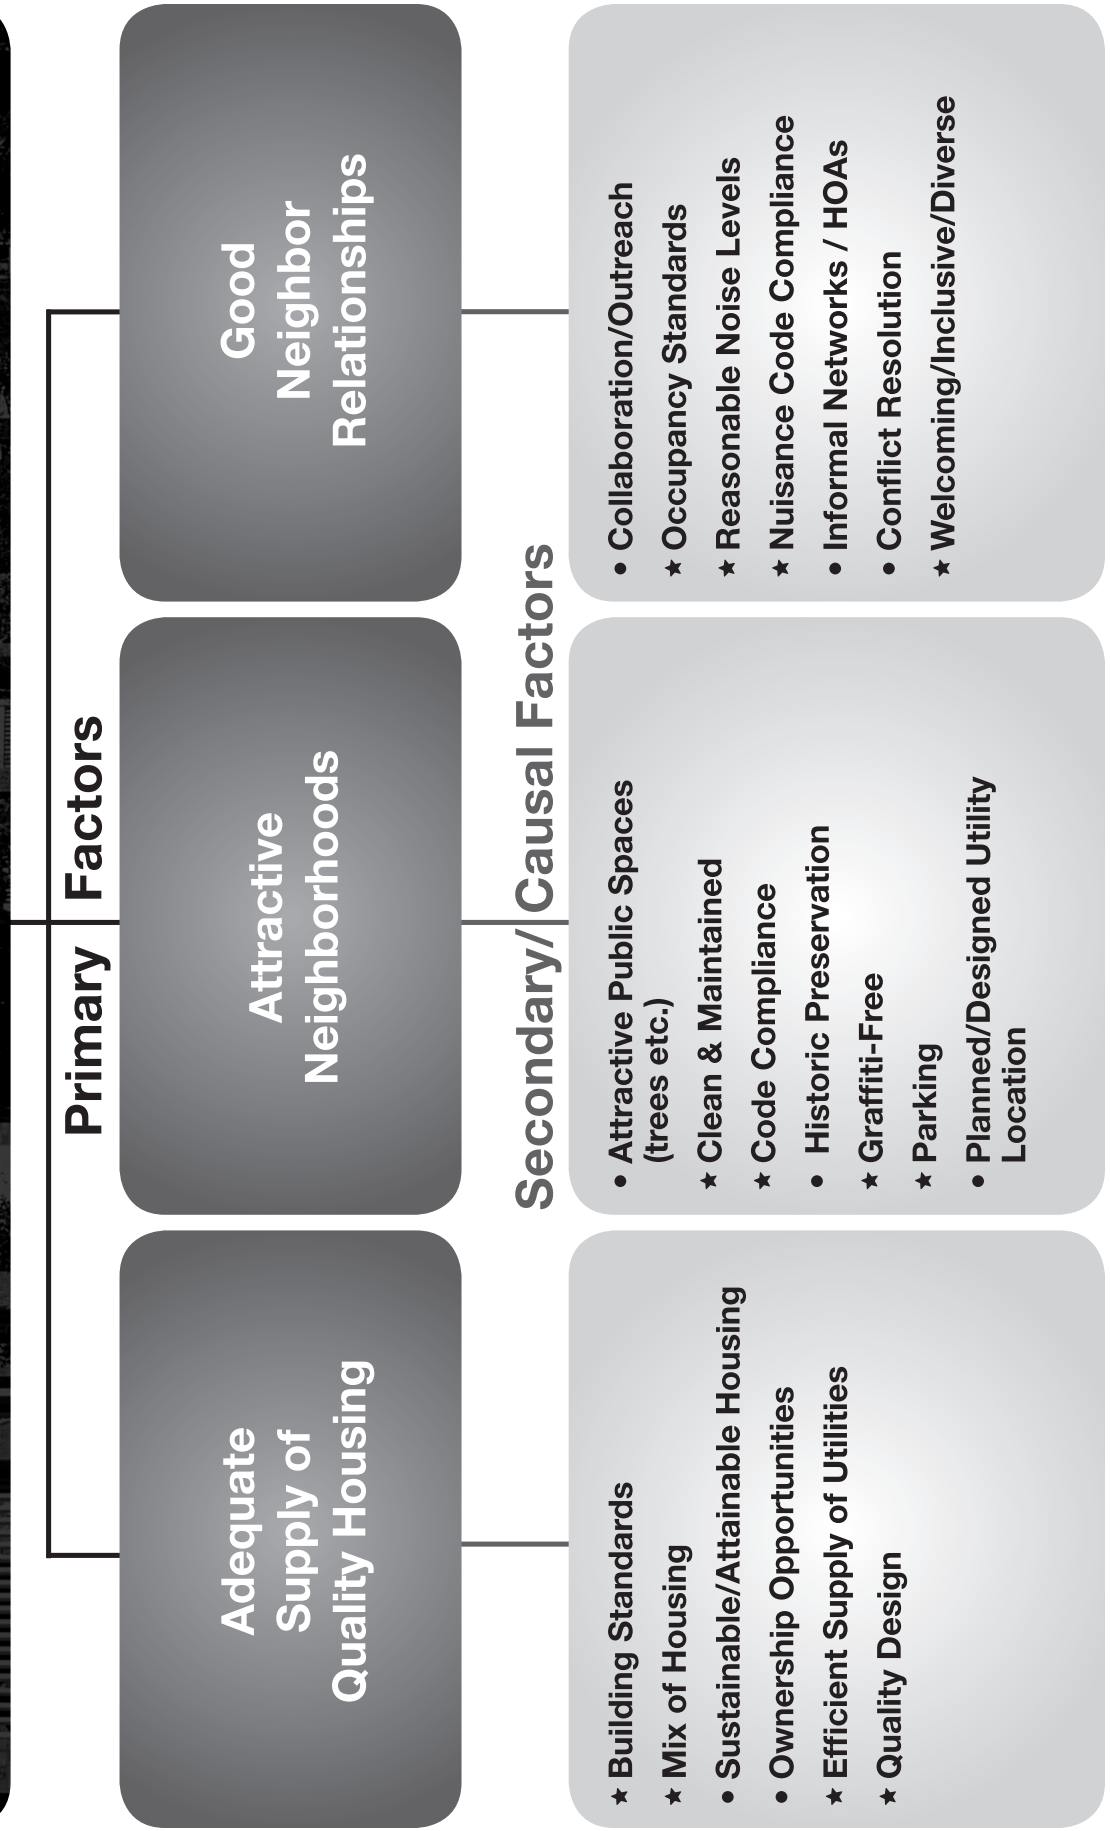 Primary Factors
Adequate
Supply of
Quality Housing
Attractive
Neighborhoods
Good
Neighbor
Relationships
Secondary/ Causal Factors
★ Building Standards
★ Mix of Housing
• Sustainable/Attainable Housing
• Ownership Opportunities
★ Efficient Supply of Utilities
★ Quality Design
• Attractive Public Spaces
(trees etc.)
★ Clean & Maintained
★ Code Compliance
• Historic Preservation
★ Graffiti-Free
★ Parking
• Planned/Designed Utility
Location
• Collaboration/Outreach
★ Occupancy Standards
★ Reasonable Noise Levels
★ Nuisance Code Compliance
• Informal Networks / HOAs
• Conflict Resolution
★ Welcoming/Inclusive/Diverse